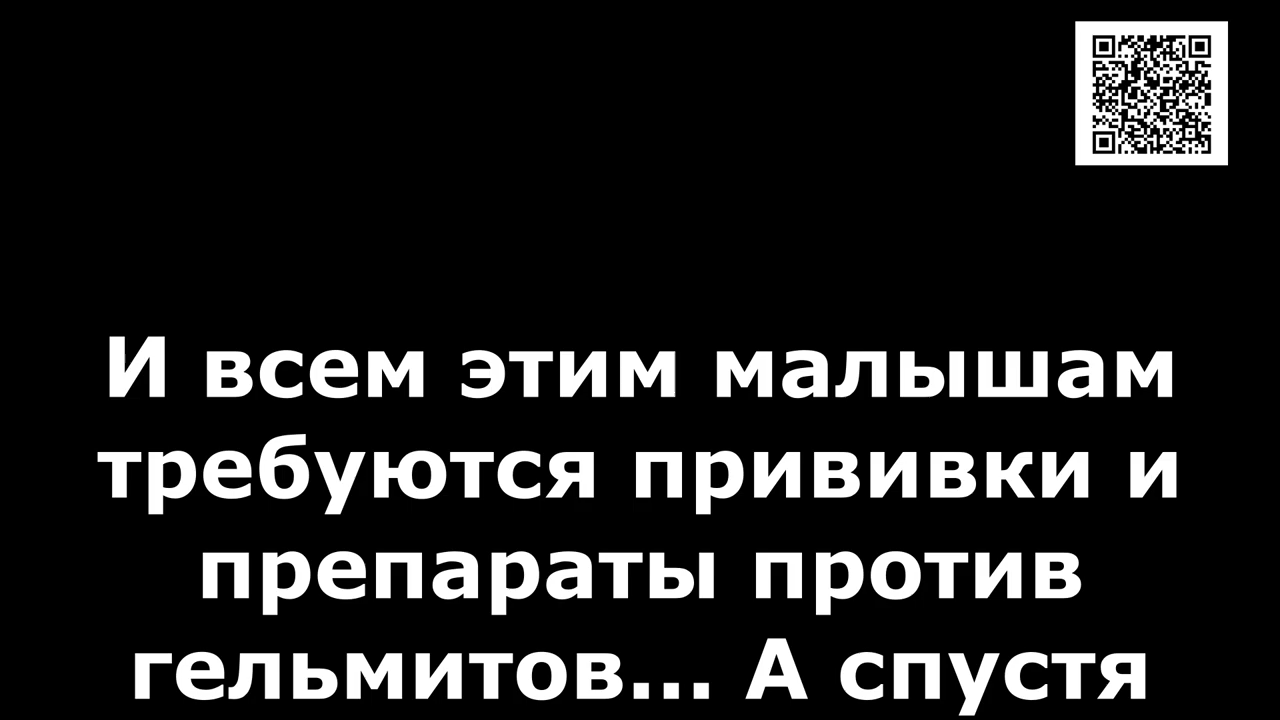 И всем этим малышам
требуются прививки и
препараты против
гельмитов... А спустя